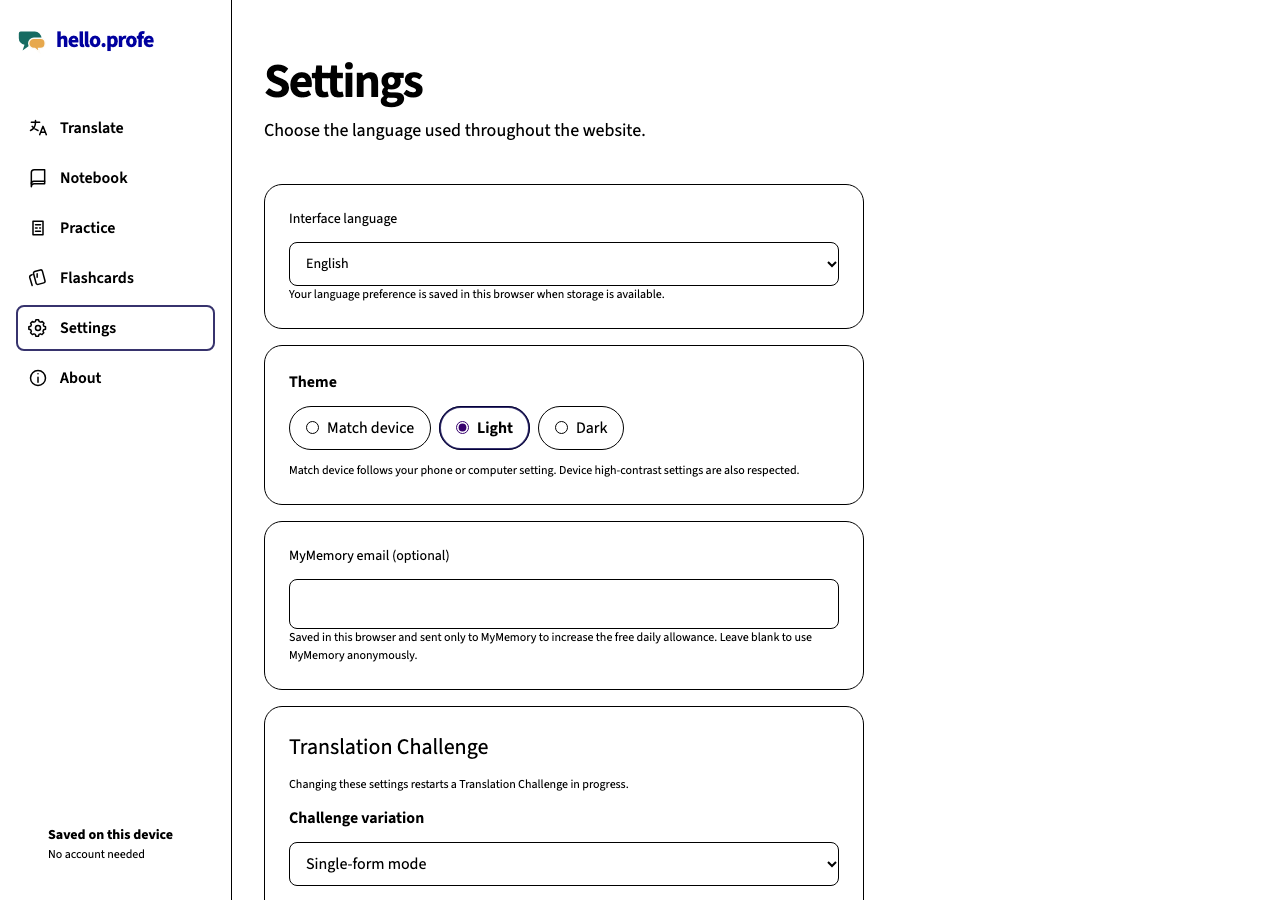 hello.profe
Translate
Notebook
Practice
Flashcards
Settings
About
Saved on this device
No account needed
Settings
Choose the language used throughout the website.
Interface language
English
Your language preference is saved in this browser when storage is available.
Theme
Match device
Light
Dark
Match device follows your phone or computer setting. Device high-contrast settings are also respected.
MyMemory email (optional)
Saved in this browser and sent only to MyMemory to increase the free daily allowance. Leave blank to use
MyMemory anonymously.
Translation Challenge
Changing these settings restarts a Translation Challenge in progress.
Challenge variation
Single-form mode